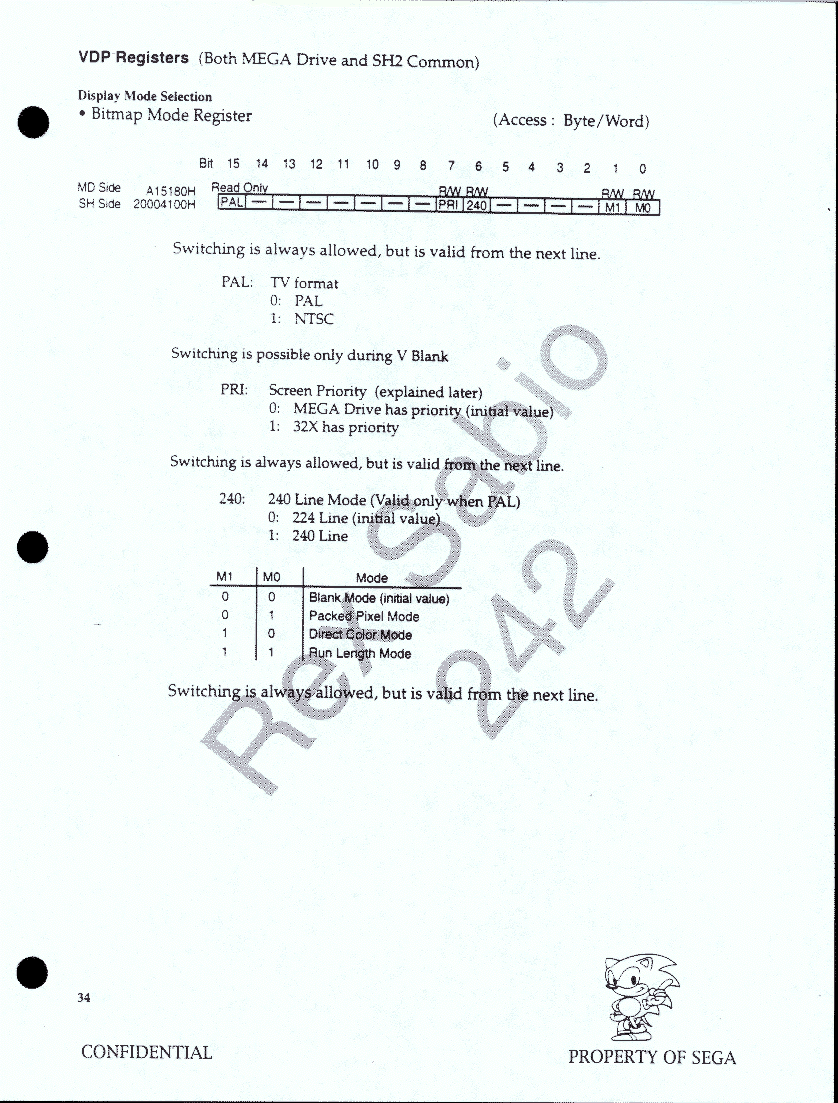 VDP Registers (Both MEGA Drive and SH2 Common)
Display Mode Selection
• Bitmap Mode Register (Access : Byte/Word)
Bit 15 14 13 12 11 10 9 8 7 6 5 4 3 2 1 0
MD Side A15180H Read Only R/W R/W R/W R/W
SH Side 20004100H PAL — — — — — — — PRI 240 — — — — M1 M0
Switching is always allowed, but is valid from the next line.
PAL: TV format
0: PAL
1: NTSC
Switching is possible only during V Blank
PRI: Screen Priority (explained later)
0: MEGA Drive has priority (initial value)
1: 32X has priority
Switching is always allowed, but is valid from the next line.
240: 240 Line Mode (Valid only when PAL)
0: 224 Line (initial value)
1: 240 Line
M1 M0 Mode
0 0 Blank Mode (initial value)
0 1 Packed Pixel Mode
1 0 Direct Color Mode
1 1 Run Length Mode
Switching is always allowed, but is valid from the next line.
Rex Sabio
242
34
CONFIDENTIAL
PROPERTY OF SEGA